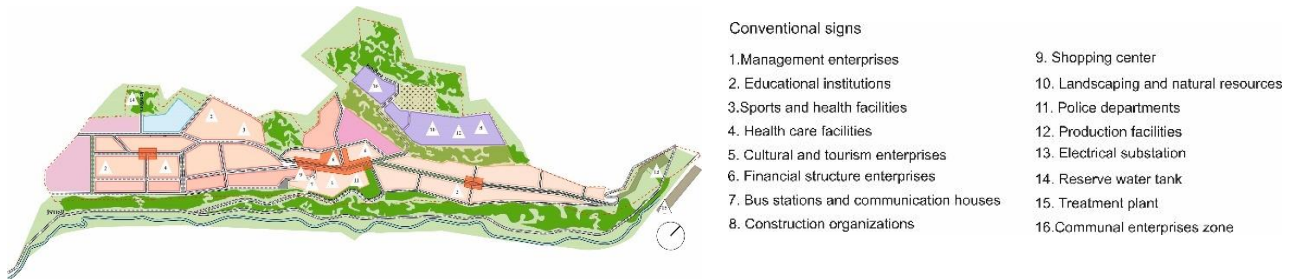 Conventional signs
1.Management enterprises
2. Educational institutions
3.Sports and health facilities
4. Health care facilities
5. Cultural and tourism enterprises
6. Financial structure enterprises
7. Bus stations and communication houses
8. Construction organizations
9. Shopping center
10. Landscaping and natural resources
11. Police departments
12. Production facilities
13. Electrical substation
14. Reserve water tank
15. Treatment plant
16.Communal enterprises zone